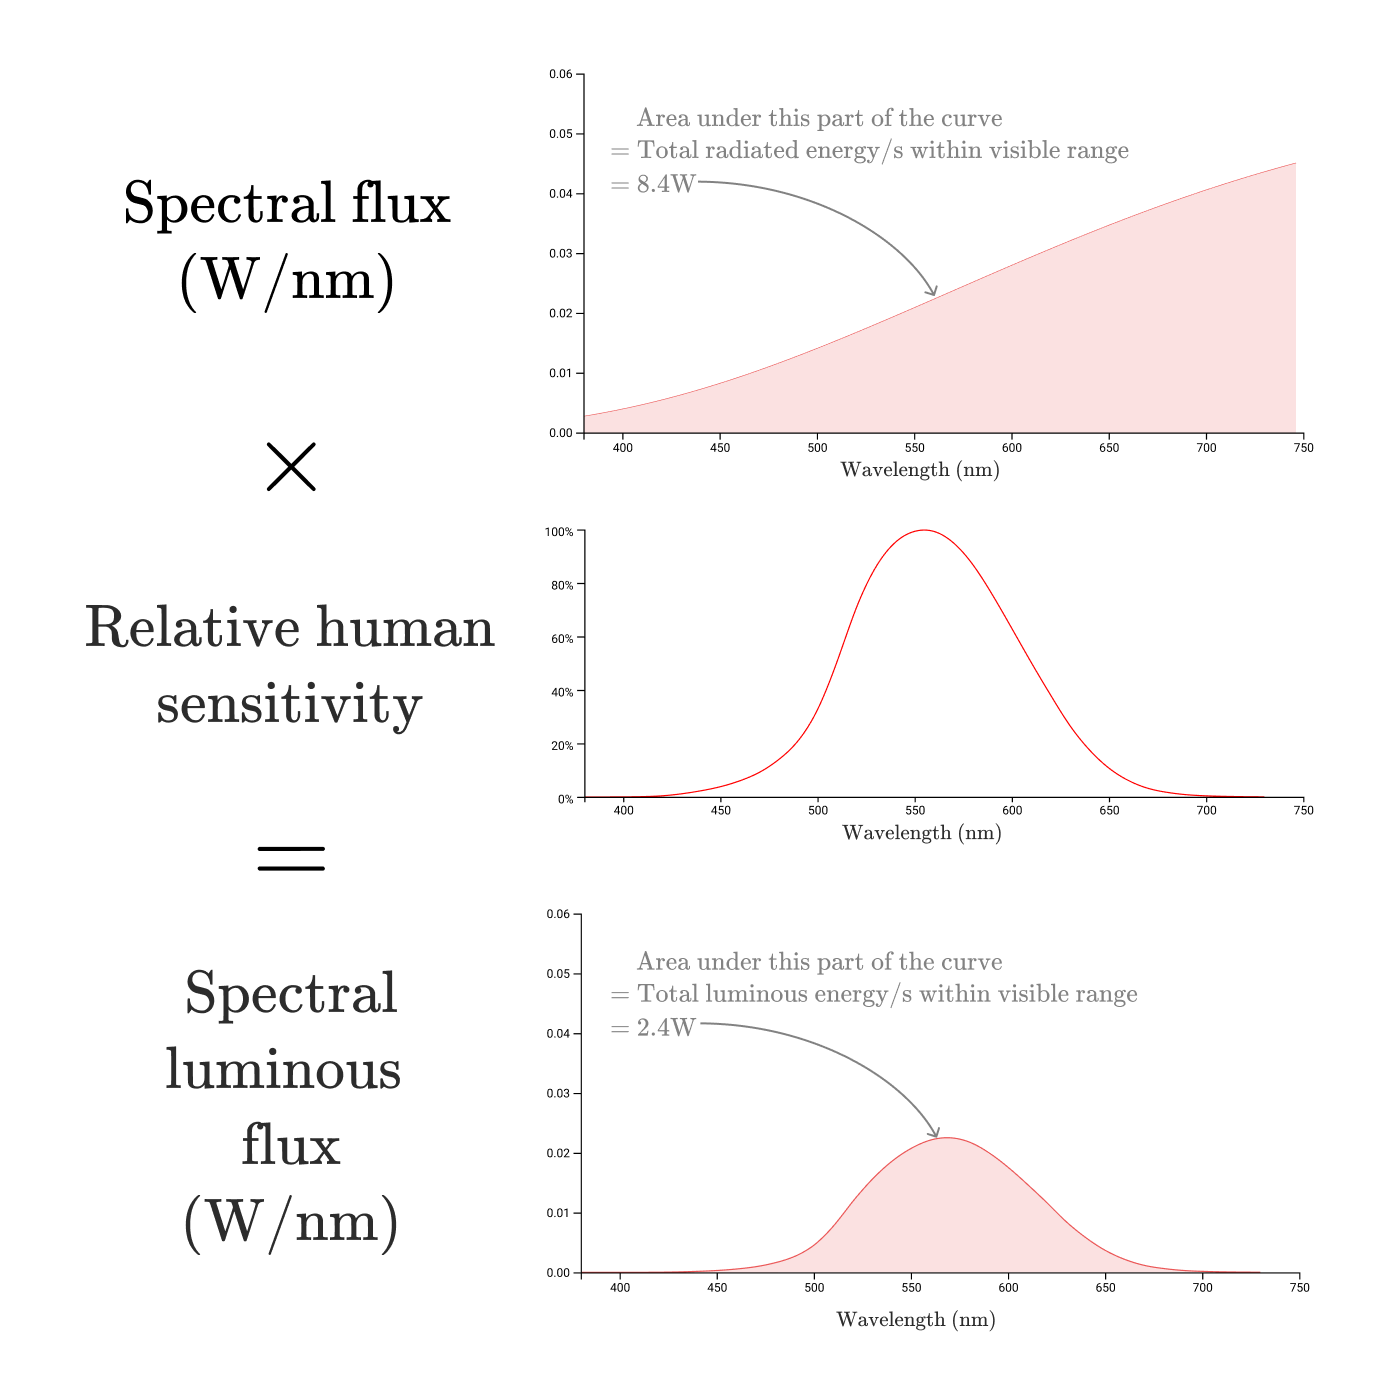 Spectral flux
(W/nm)
×
Relative human
sensitivity
=
Spectral
luminous
flux
(W/nm)
0.06
0.05
0.04
0.03
0.02
0.01
0.00
Area under this part of the curve
= Total radiated energy/s within visible range
= 8.4W
400 450 500 550 600 650 700 750
Wavelength (nm)
100%
80%
60%
40%
20%
0%
400 450 500 550 600 650 700 750
Wavelength (nm)
0.06
0.05
0.04
0.03
0.02
0.01
0.00
Area under this part of the curve
= Total luminous energy/s within visible range
= 2.4W
400 450 500 550 600 650 700 750
Wavelength (nm)